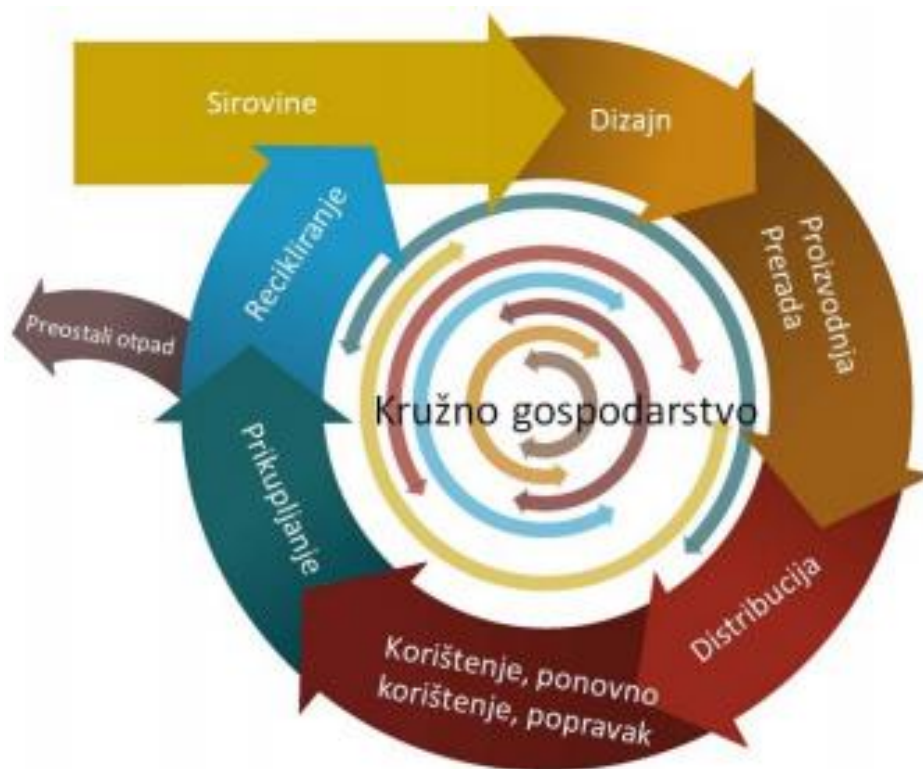 Sirovine
Dizajn
Proizvodnja
Prerada
Distribucija
Korištenje, ponovno
korištenje, popravak
Prikupljanje
Preostali otpad
Recikliranje
Kružno gospodarstvo